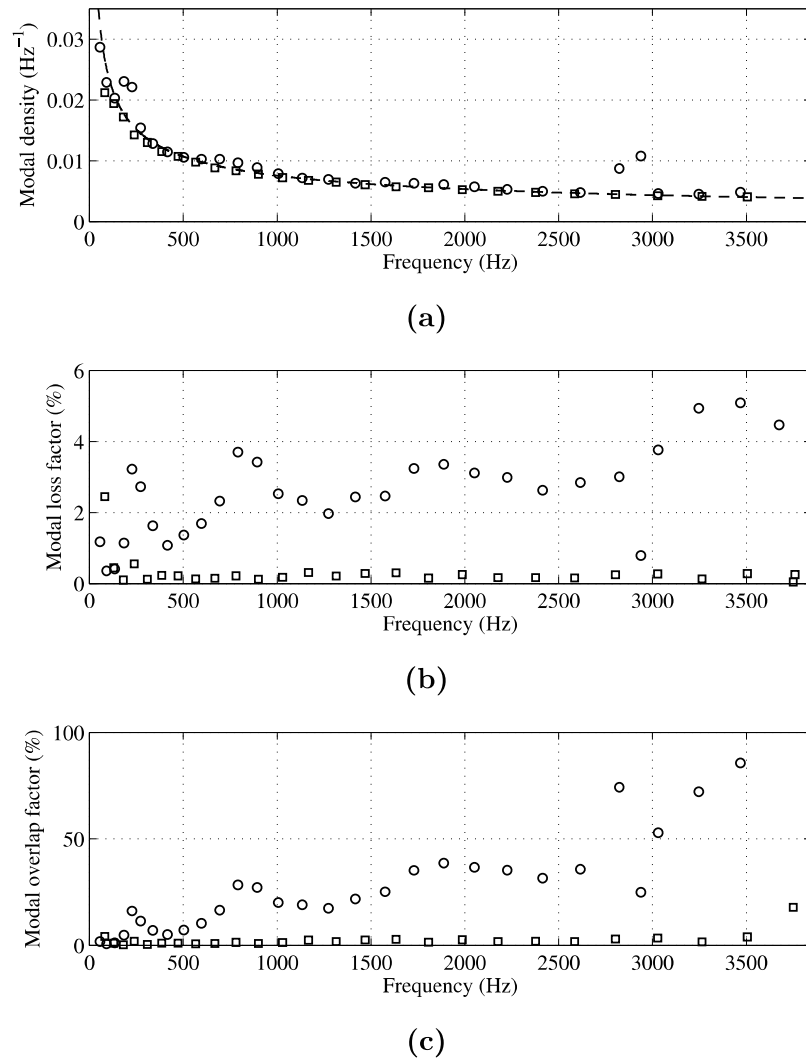 0.03
0.02
0.01
0
Modal density (Hz⁻¹)
0 500 1000 1500 2000 2500 3000 3500
Frequency (Hz)
(a)
6
4
2
0
Modal loss factor (%)
0 500 1000 1500 2000 2500 3000 3500
Frequency (Hz)
(b)
100
50
0
Modal overlap factor (%)
0 500 1000 1500 2000 2500 3000 3500
Frequency (Hz)
(c)